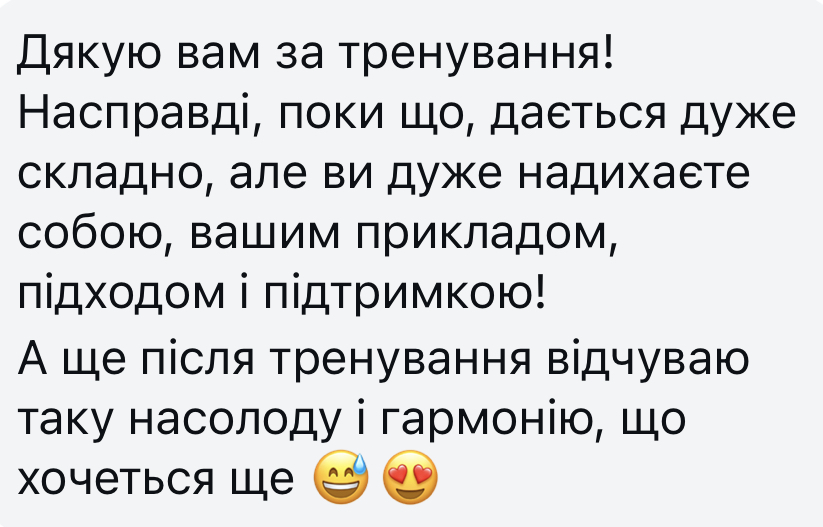 Дякую вам за тренування!
Насправді, поки що, дається дуже
складно, але ви дуже надихаєте
собою, вашим прикладом,
підходом і підтримкою!
А ще після тренування відчуваю
таку насолоду і гармонію, що
хочеться ще 😅😍